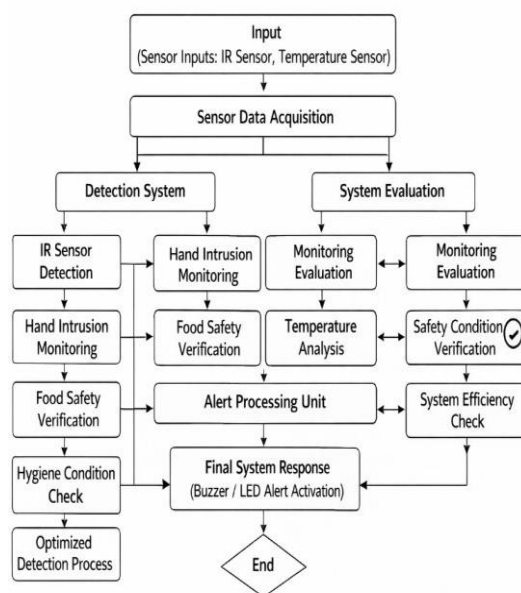 Input
(Sensor Inputs: IR Sensor, Temperature Sensor)
Sensor Data Acquisition
Detection System
System Evaluation
IR Sensor
Detection
Hand Intrusion
Monitoring
Monitoring
Evaluation
Monitoring
Evaluation
Hand Intrusion
Monitoring
Food Safety
Verification
Temperature
Analysis
Safety Condition
Verification
Food Safety
Verification
Alert Processing Unit
System Efficiency
Check
Hygiene Condition
Check
Final System Response
(Buzzer / LED Alert Activation)
Optimized
Detection Process
End